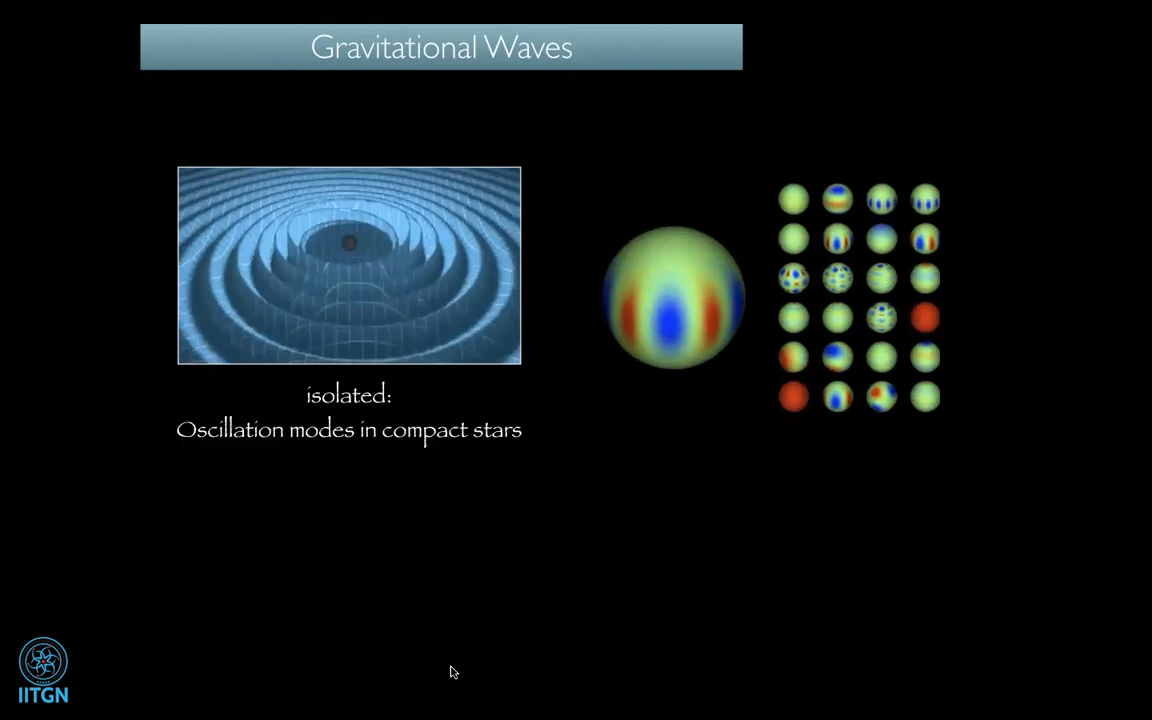 Gravitational Waves
isolated:
Oscillation modes in compact stars
IITGN